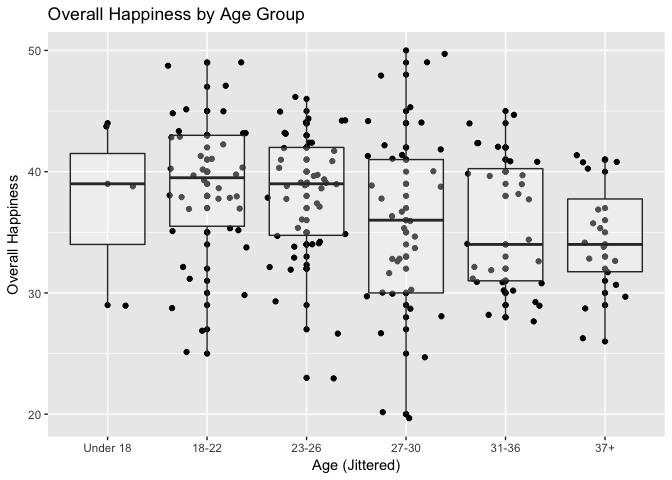 Overall Happiness by Age Group
Overall Happiness
50
40
30
20
Under 18
18-22
23-26
27-30
31-36
37+
Age (Jittered)